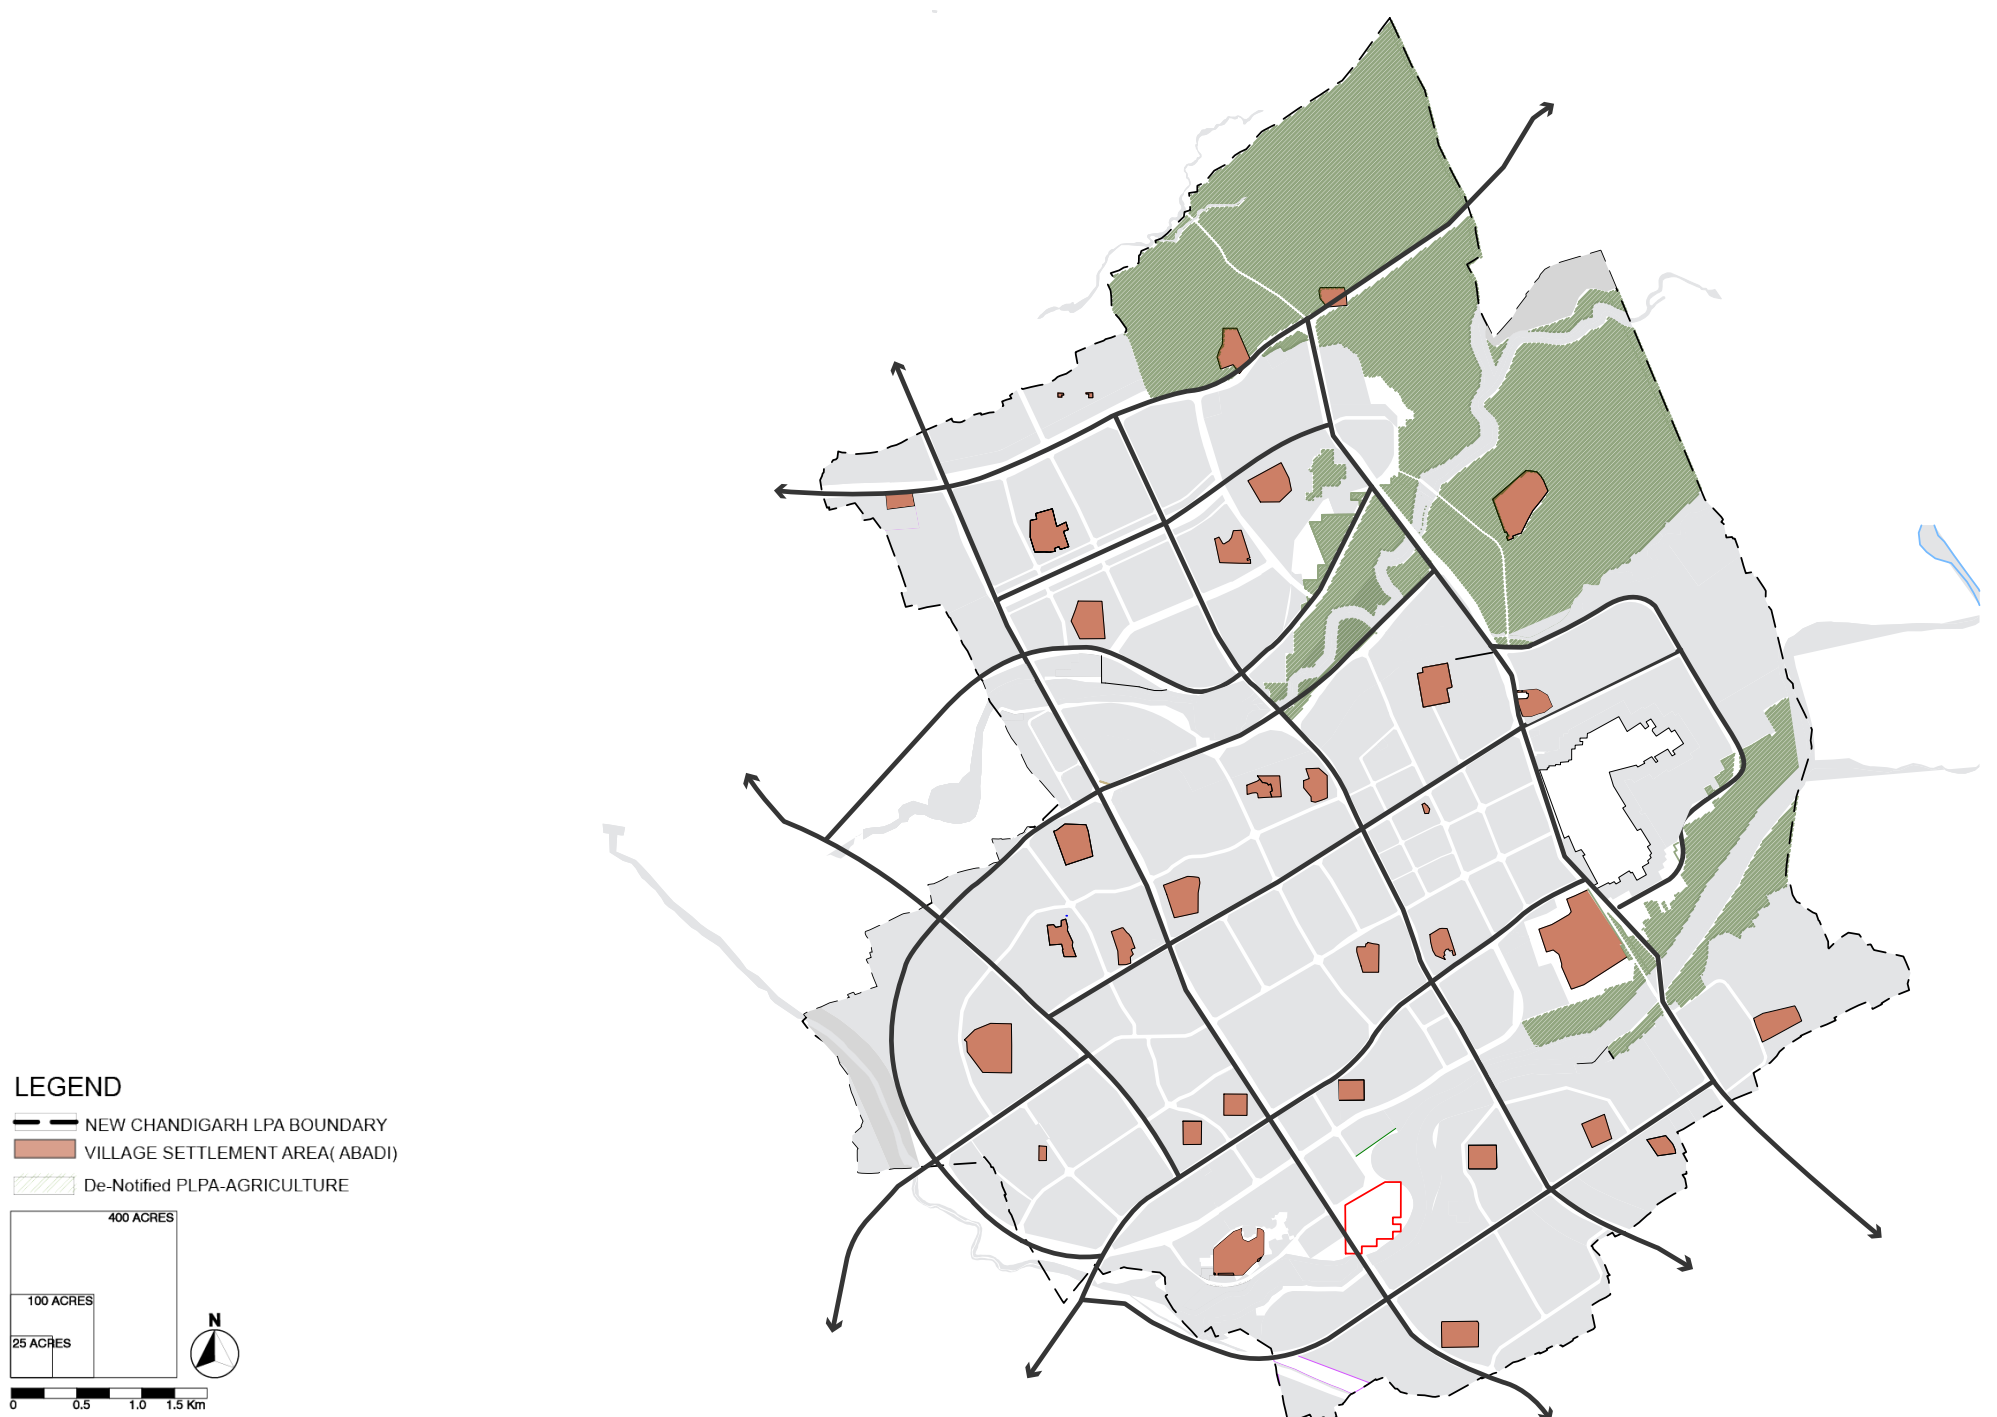 LEGEND
NEW CHANDIGARH LPA BOUNDARY
VILLAGE SETTLEMENT AREA( ABADI)
De-Notified PLPA-AGRICULTURE
400 ACRES
100 ACRES
25 ACRES
N
0 0.5 1.0 1.5 Km